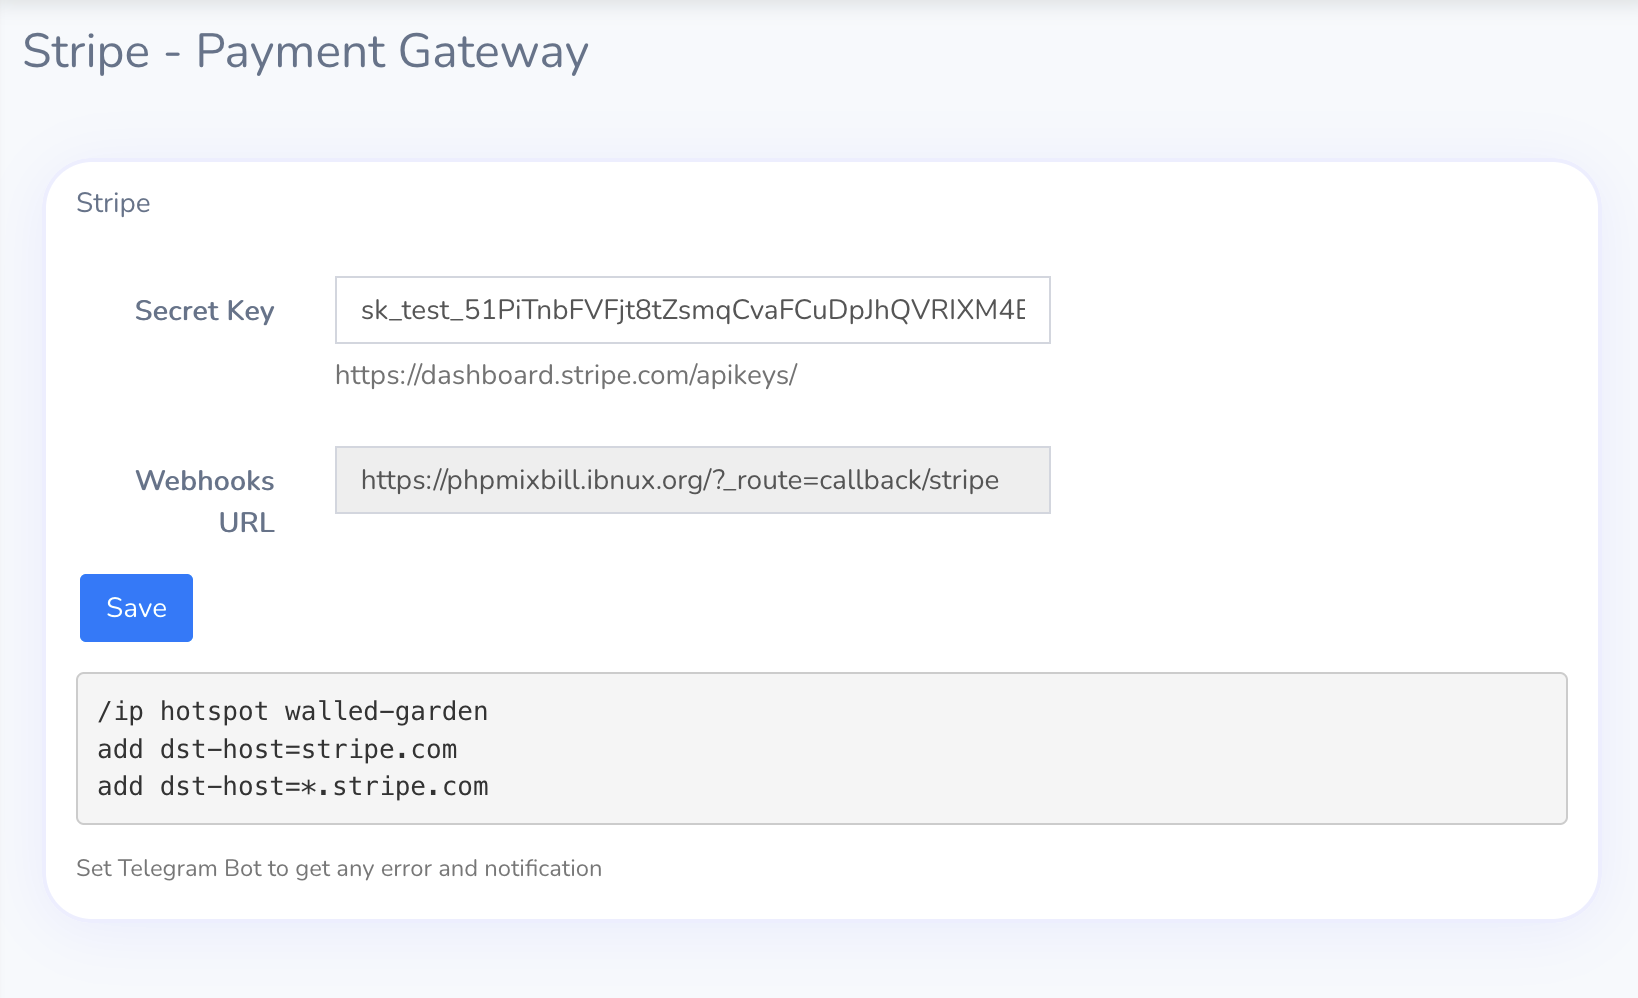 Stripe - Payment Gateway
Stripe
Secret Key
sk_test_51PiTnbFVFjt8tZsmqCvaFCuDpJhQVRIXM4E
https://dashboard.stripe.com/apikeys/
Webhooks
URL
https://phpmixbill.ibnux.org/?_route=callback/stripe
Save
/ip hotspot walled-garden
add dst-host=stripe.com
add dst-host=*.stripe.com
Set Telegram Bot to get any error and notification